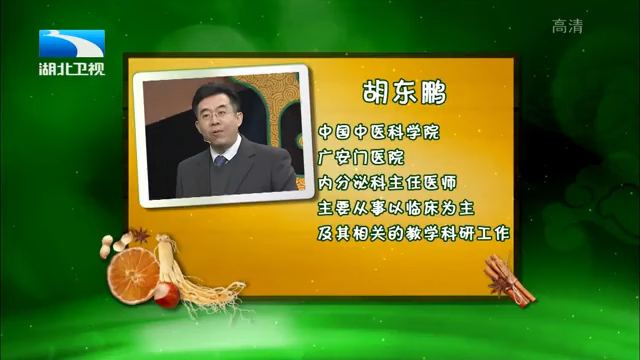 湖北卫视
高清
胡东鹏
中国中医科学院
广安门医院
内分泌科主任医师
主要从事以临床为主
及其相关的教学科研工作